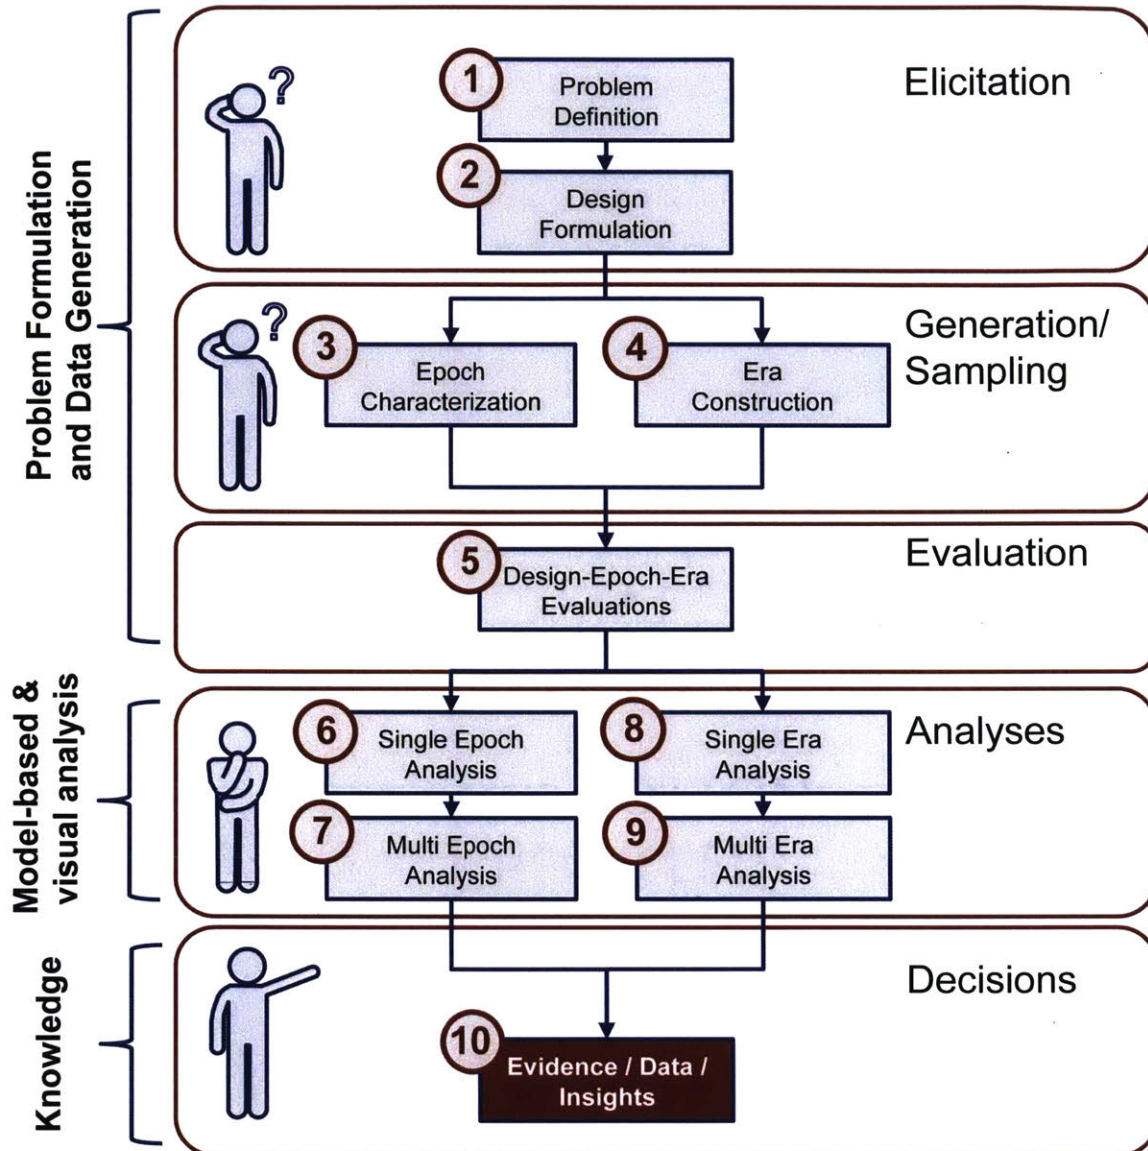 Problem Formulation
and Data Generation
Elicitation
?
1
Problem
Definition
2
Design
Formulation
Generation/
Sampling
?
3
Epoch
Characterization
4
Era
Construction
Evaluation
5
Design-Epoch-Era
Evaluations
Model-based &
visual analysis
Analyses
6
Single Epoch
Analysis
8
Single Era
Analysis
7
Multi Epoch
Analysis
9
Multi Era
Analysis
Knowledge
Decisions
10
Evidence / Data /
Insights